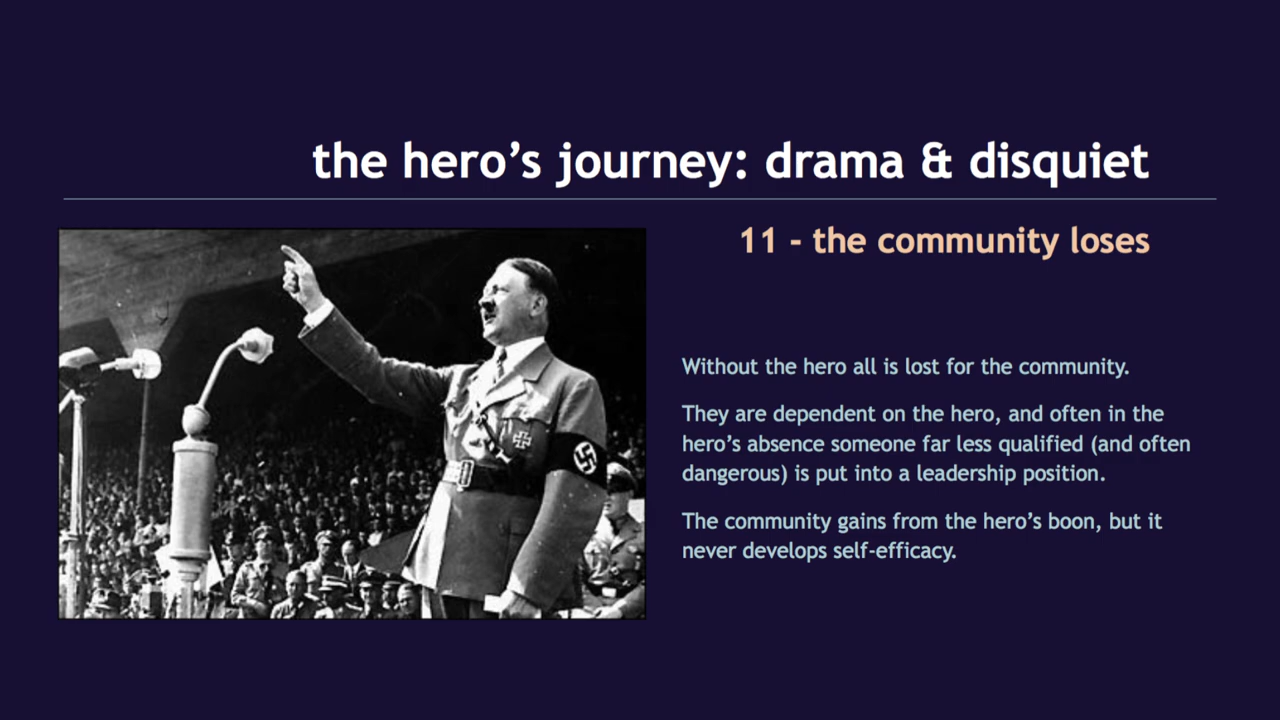 the hero’s journey: drama & disquiet
11 - the community loses
Without the hero all is lost for the community.
They are dependent on the hero, and often in the
hero’s absence someone far less qualified (and often
dangerous) is put into a leadership position.
The community gains from the hero’s boon, but it
never develops self-efficacy.